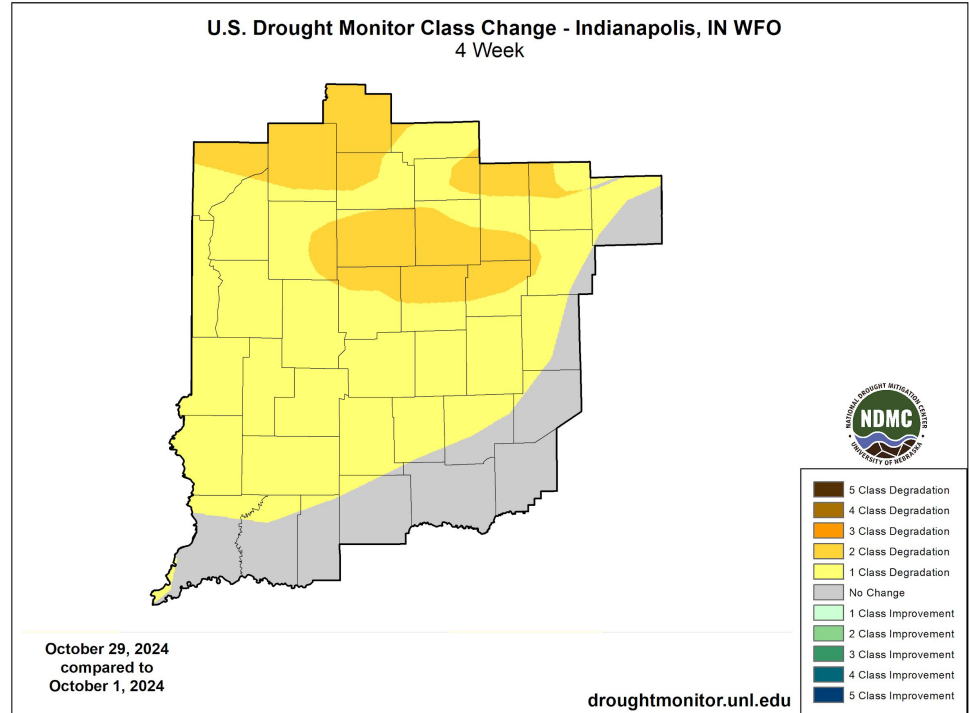 U.S. Drought Monitor Class Change - Indianapolis, IN WFO
4 Week
NATIONAL DROUGHT MITIGATION CENTER
NDMC
UNIVERSITY OF NEBRASKA
5 Class Degradation
4 Class Degradation
3 Class Degradation
2 Class Degradation
1 Class Degradation
No Change
1 Class Improvement
2 Class Improvement
3 Class Improvement
4 Class Improvement
5 Class Improvement
October 29, 2024
compared to
October 1, 2024
droughtmonitor.unl.edu